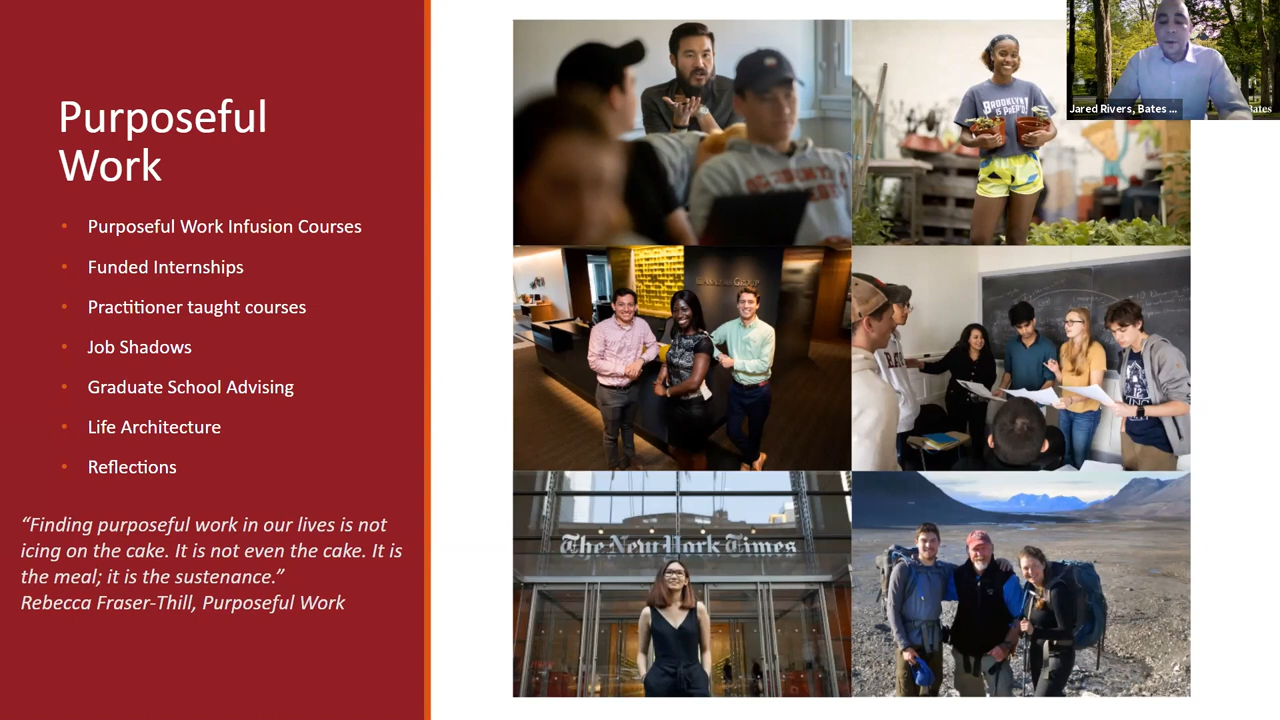 Purposeful
Work
Purposeful Work Infusion Courses
Funded Internships
Practitioner taught courses
Job Shadows
Graduate School Advising
Life Architecture
Reflections
“Finding purposeful work in our lives is not
icing on the cake. It is not even the cake. It is
the meal; it is the sustenance.”
Rebecca Fraser-Thill, Purposeful Work
BROOKLYN
Jared Rivers, Bates ...
Bates
The New York Times